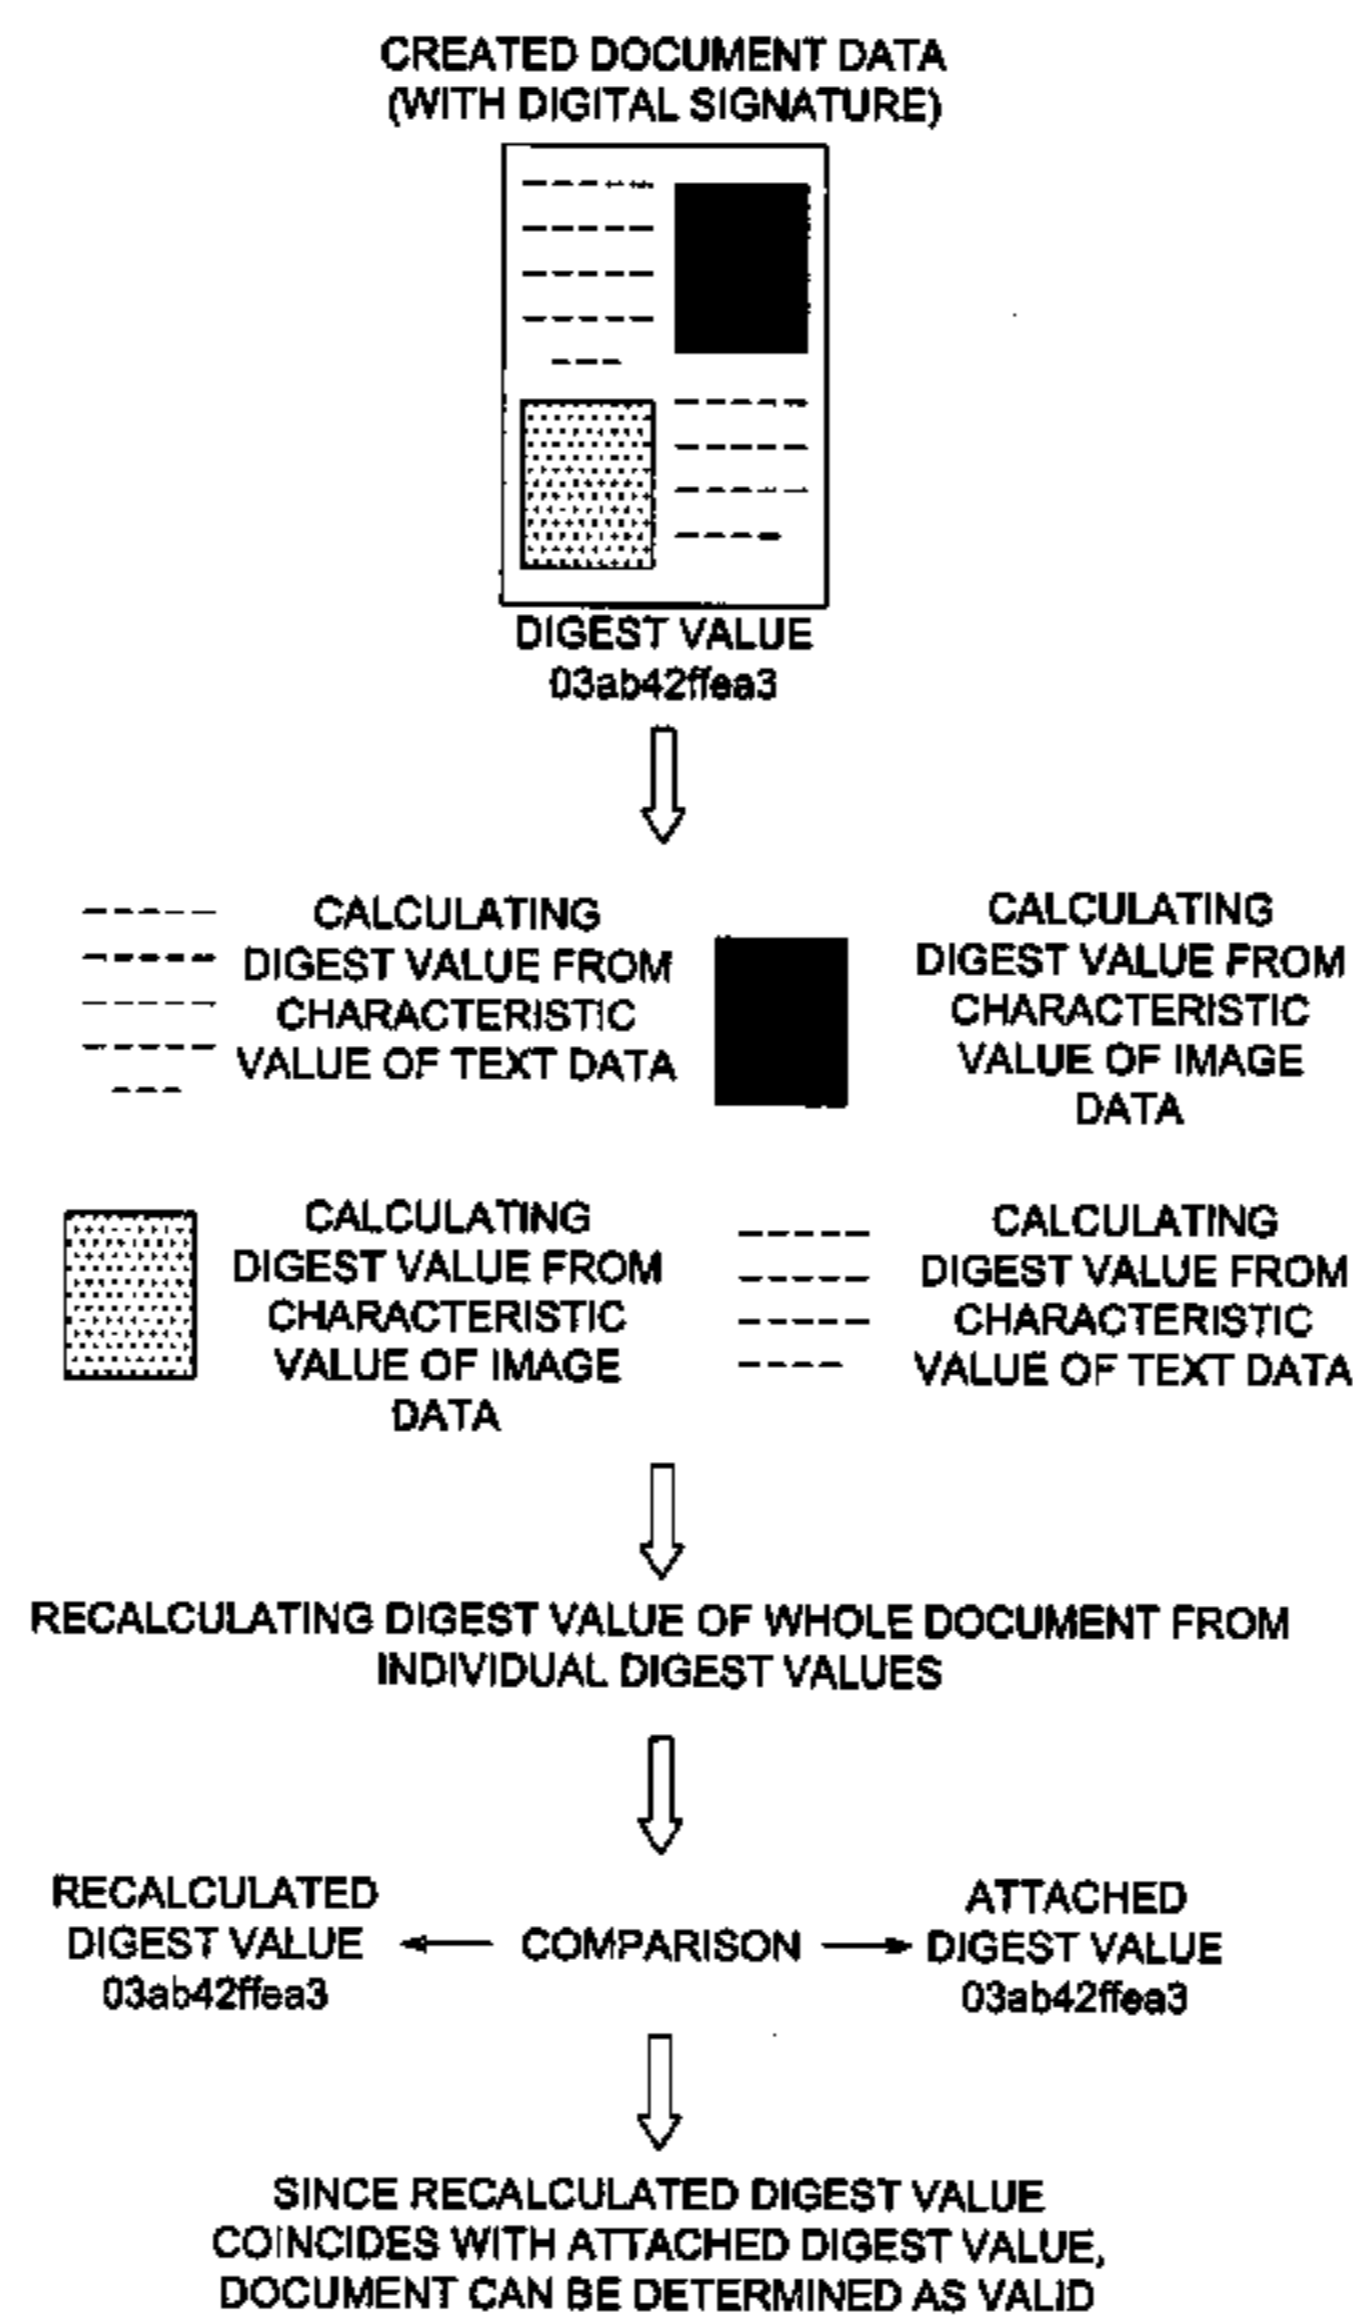 CREATED DOCUMENT DATA
(WITH DIGITAL SIGNATURE)
DIGEST VALUE
03ab42ffea3
CALCULATING
DIGEST VALUE FROM
CHARACTERISTIC
VALUE OF TEXT DATA
CALCULATING
DIGEST VALUE FROM
CHARACTERISTIC
VALUE OF IMAGE
DATA
CALCULATING
DIGEST VALUE FROM
CHARACTERISTIC
VALUE OF IMAGE
DATA
CALCULATING
DIGEST VALUE FROM
CHARACTERISTIC
VALUE OF TEXT DATA
RECALCULATING DIGEST VALUE OF WHOLE DOCUMENT FROM
INDIVIDUAL DIGEST VALUES
RECALCULATED
DIGEST VALUE
03ab42ffea3
COMPARISON
ATTACHED
DIGEST VALUE
03ab42ffea3
SINCE RECALCULATED DIGEST VALUE
COINCIDES WITH ATTACHED DIGEST VALUE,
DOCUMENT CAN BE DETERMINED AS VALID